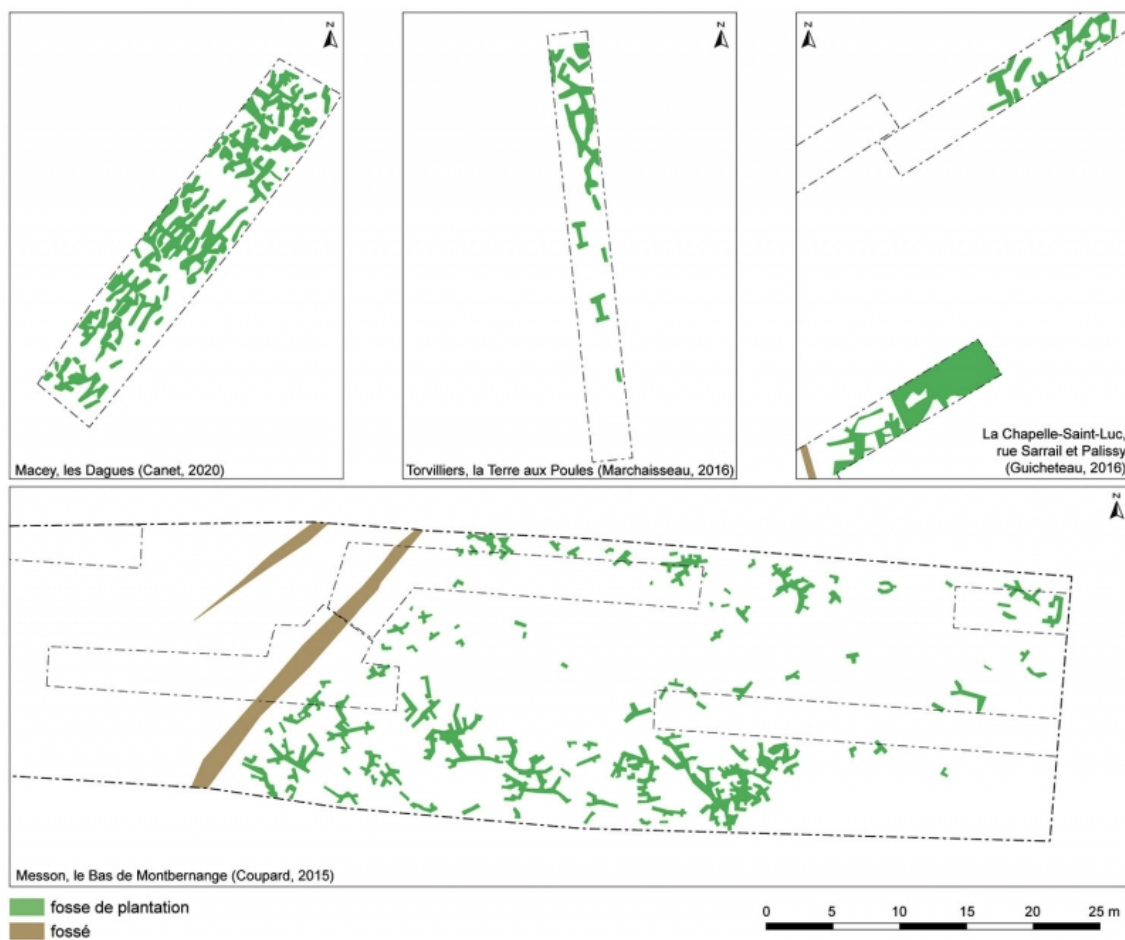 z
z
z
Macey, les Dagues (Canet, 2020)
Torvilliers, la Terre aux Poules (Marchaisseau, 2016)
La Chapelle-Saint-Luc,
rue Sarrail et Palissy
(Guicheteau, 2016)
z
Messon, le Bas de Montbernange (Coupard, 2015)
fosse de plantation
fossé
0 5 10 15 20 25 m